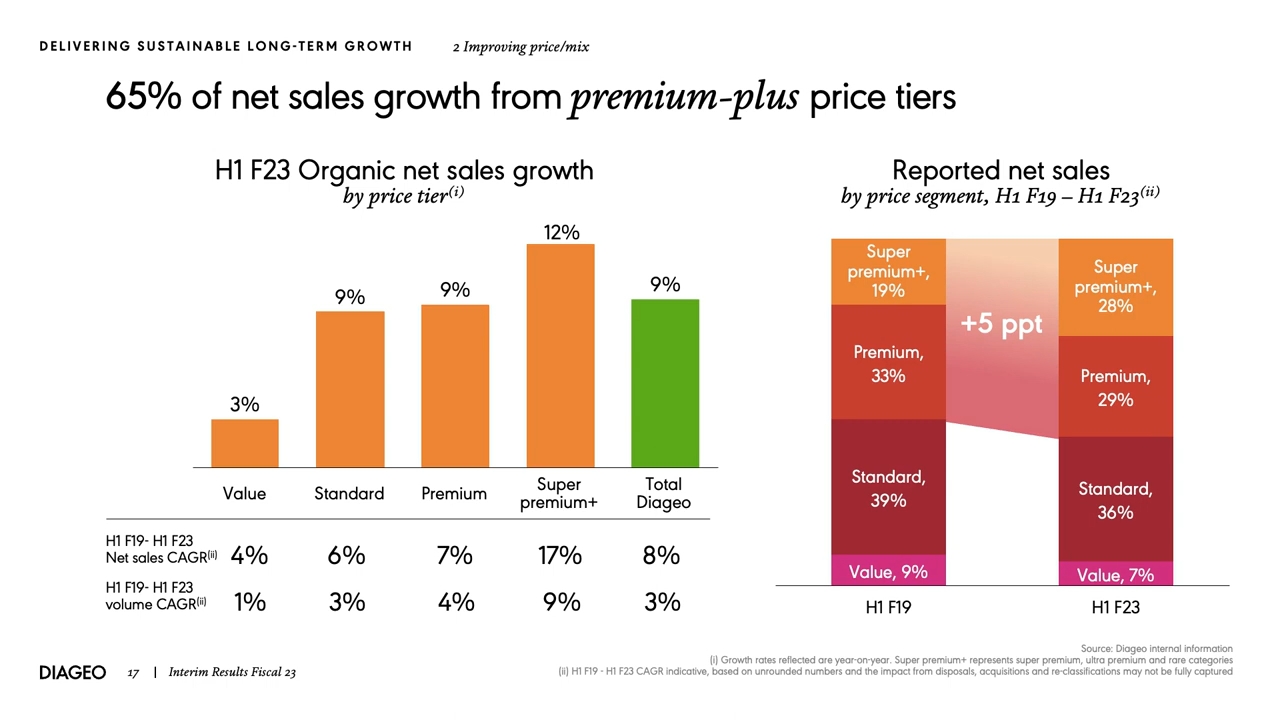 DELIVERING SUSTAINABLE LONG-TERM GROWTH 2 Improving price/mix
65% of net sales growth from premium-plus price tiers
H1 F23 Organic net sales growth
by price tier(i)
3%
9%
9%
12%
9%
Value
Standard
Premium
Super
premium+
Total
Diageo
H1 F19- H1 F23
Net sales CAGR(ii) 4% 6% 7% 17% 8%
H1 F19- H1 F23
volume CAGR(ii) 1% 3% 4% 9% 3%
Reported net sales
by price segment, H1 F19 – H1 F23(ii)
Super
premium+,
19%
Premium,
33%
Standard,
39%
Value, 9%
+5 ppt
Super
premium+,
28%
Premium,
29%
Standard,
36%
Value, 7%
H1 F19
H1 F23
Source: Diageo internal information
(i) Growth rates reflected are year-on-year. Super premium+ represents super premium, ultra premium and rare categories
(ii) H1 F19 - H1 F23 CAGR indicative, based on unrounded numbers and the impact from disposals, acquisitions and re-classifications may not be fully captured
DIAGEO 17 | Interim Results Fiscal 23